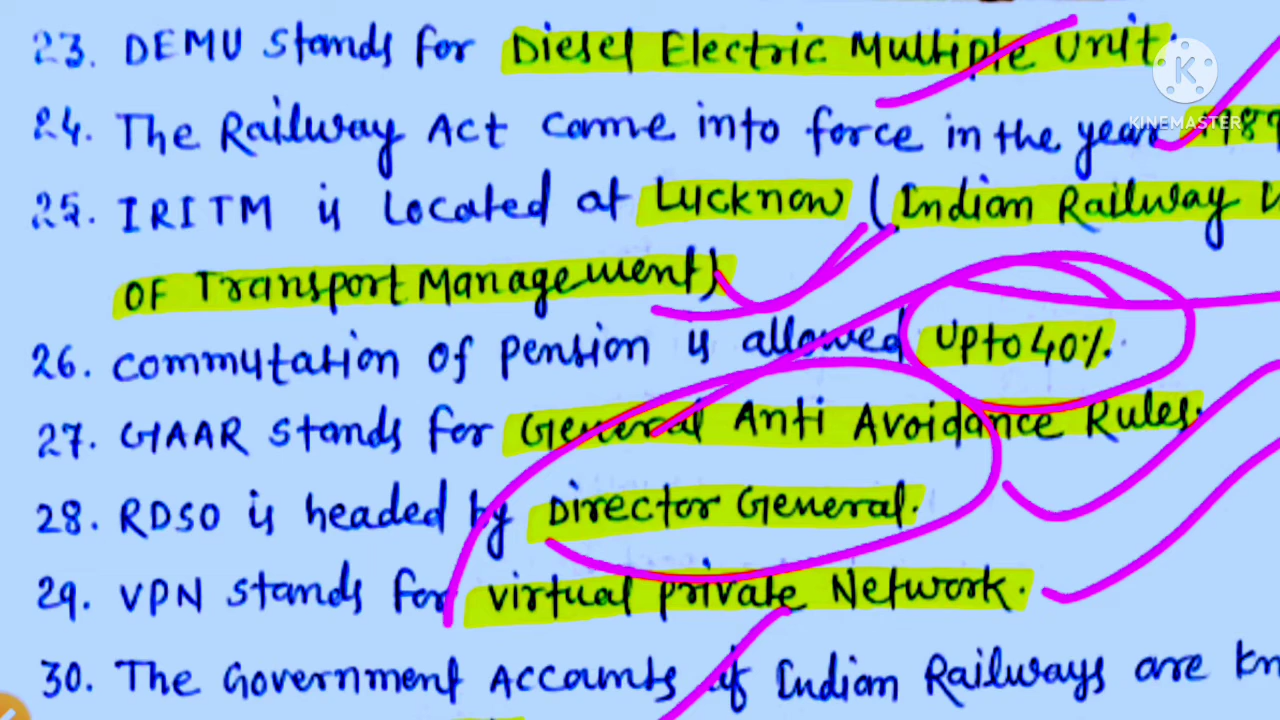 23. DEMU stands for Diesel Electric Multiple Unit.
24. The Railway Act came into force in the year 1989
25. IRITM is located at Lucknow (Indian Railway
of Transport Management)
26. Commutation of pension is allowed upto 40%.
27. GAAR stands for General Anti Avoidance Rules.
28. RDSO is headed by Director General.
29. VPN stands for virtual private Network.
30. The Government Accounts of Indian Railways are
K
KINEMASTER